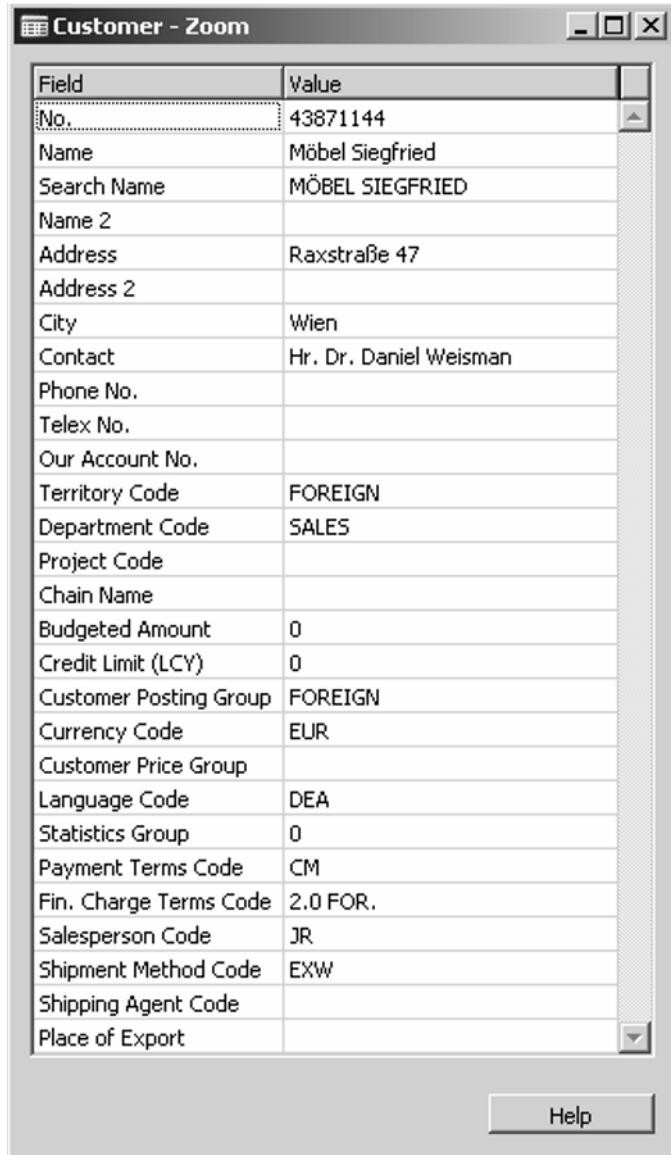 Customer - Zoom
Field Value
No. 43871144
Name Möbel Siegfried
Search Name MÖBEL SIEGFRIED
Name 2
Address Raxstraße 47
Address 2
City Wien
Contact Hr. Dr. Daniel Weisman
Phone No.
Telex No.
Our Account No.
Territory Code FOREIGN
Department Code SALES
Project Code
Chain Name
Budgeted Amount 0
Credit Limit (LCY) 0
Customer Posting Group FOREIGN
Currency Code EUR
Customer Price Group
Language Code DEA
Statistics Group 0
Payment Terms Code CM
Fin. Charge Terms Code 2.0 FOR.
Salesperson Code JR
Shipment Method Code EXW
Shipping Agent Code
Place of Export
Help